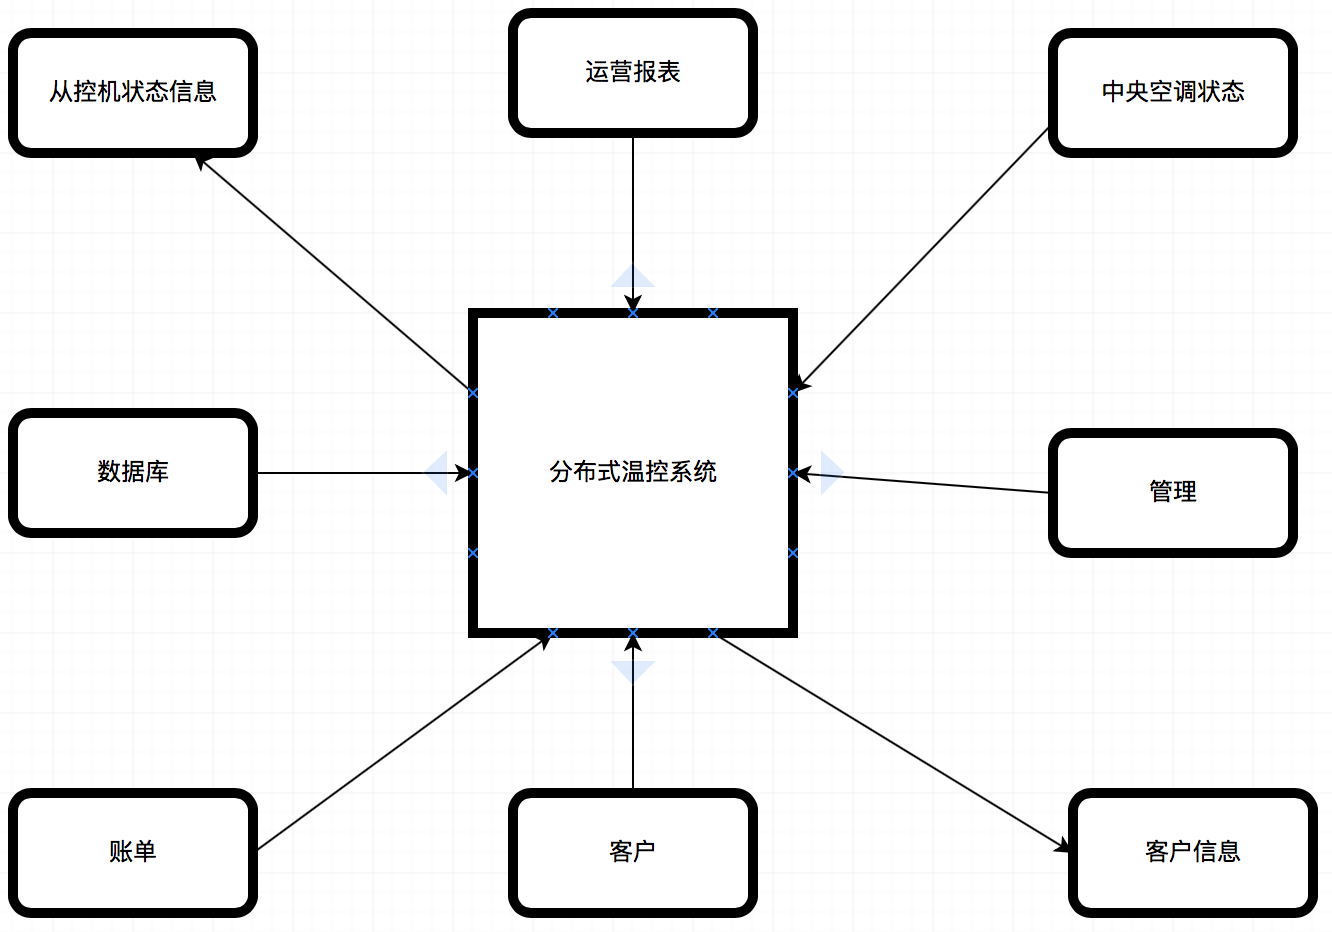 从控机状态信息
运营报表
中央空调状态
数据库
分布式温控系统
管理
账单
客户
客户信息